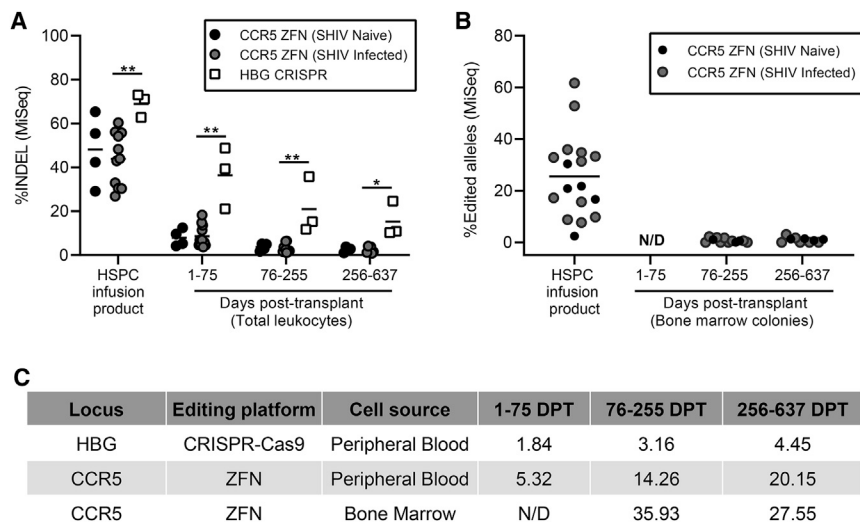 A
CCR5 ZFN (SHIV Naive)
CCR5 ZFN (SHIV Infected)
HBG CRISPR
%INDEL (MiSeq)
100
80
60
40
20
0
**
**
**
*
HSPC infusion product
1-75
76-255
256-637
Days post-transplant
(Total leukocytes)
B
CCR5 ZFN (SHIV Naive)
CCR5 ZFN (SHIV Infected)
%Edited alleles (MiSeq)
80
60
40
20
0
N/D
HSPC infusion product
1-75
76-255
256-637
Days post-transplant
(Bone marrow colonies)
C
Locus Editing platform Cell source 1-75 DPT 76-255 DPT 256-637 DPT
HBG CRISPR-Cas9 Peripheral Blood 1.84 3.16 4.45
CCR5 ZFN Peripheral Blood 5.32 14.26 20.15
CCR5 ZFN Bone Marrow N/D 35.93 27.55